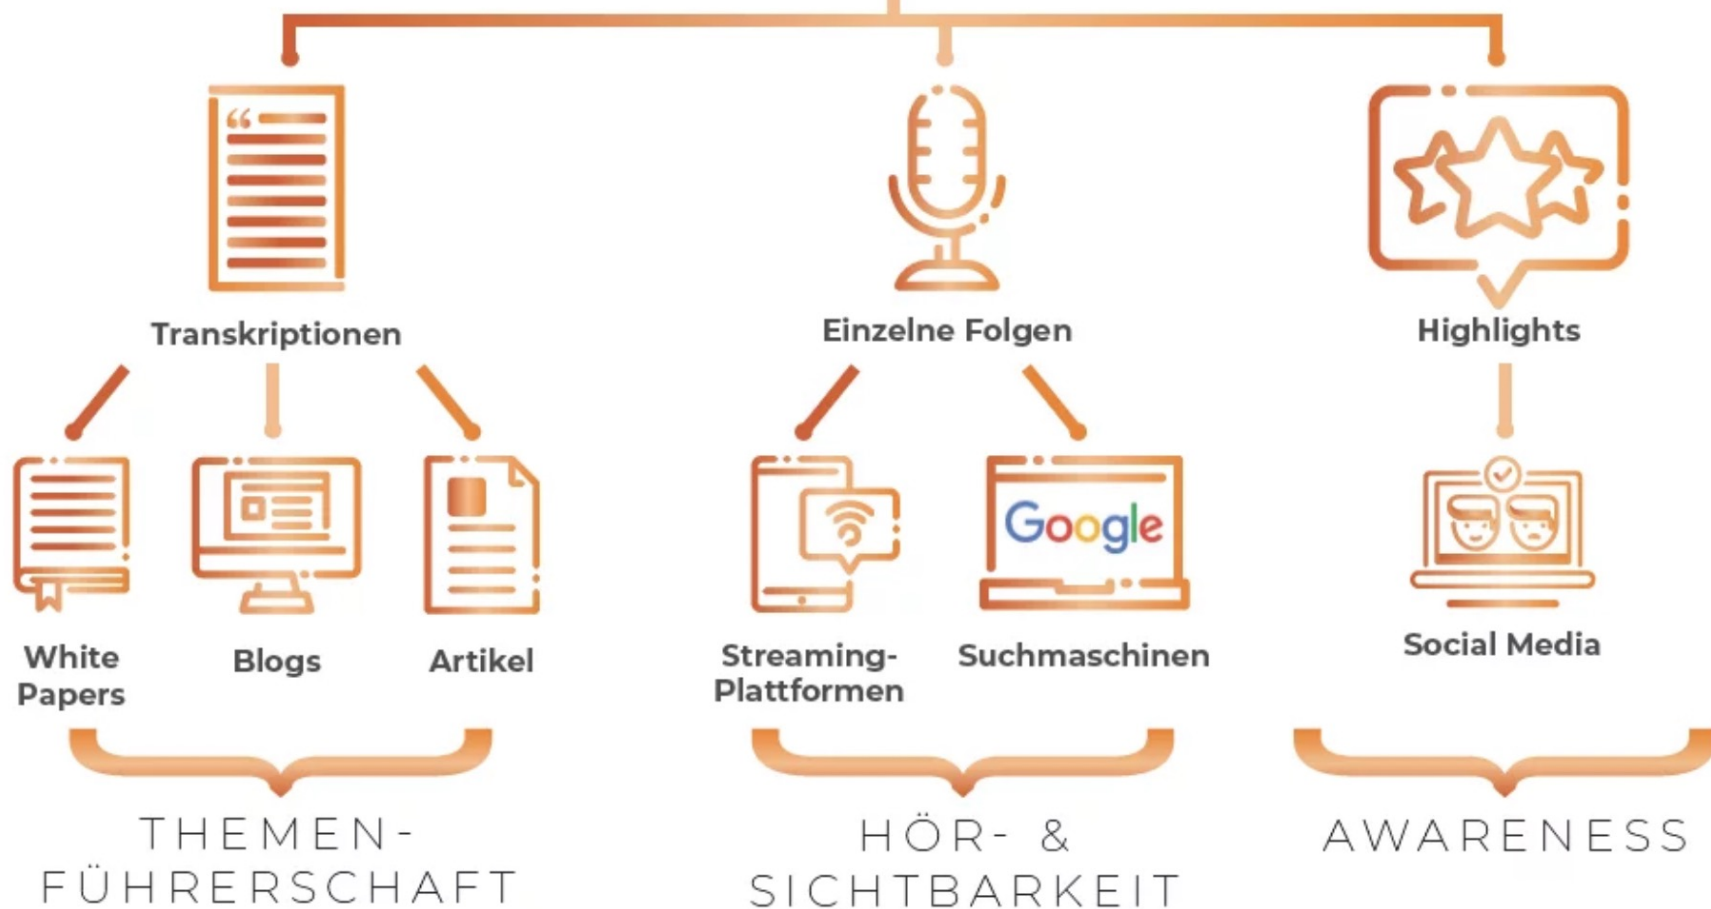 Transkriptionen
Einzelne Folgen
Highlights
Google
White
Papers
Blogs
Artikel
Streaming-
Plattformen
Suchmaschinen
Social Media
THEMEN-
FÜHRERSCHAFT
HÖR- &
SICHTBARKEIT
AWARENESS